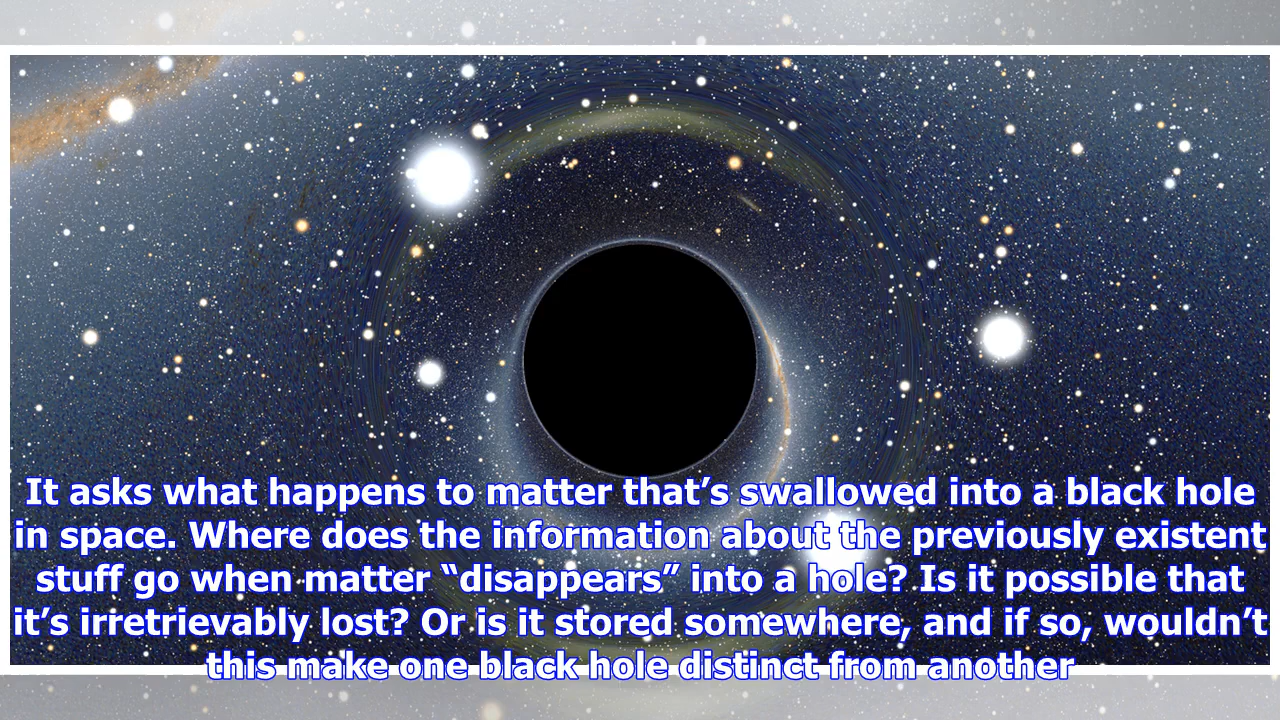 It asks what happens to matter that’s swallowed into a black hole
in space. Where does the information about the previously existent
stuff go when matter “disappears” into a hole? Is it possible that
it’s irretrievably lost? Or is it stored somewhere, and if so, wouldn’t
this make one black hole distinct from another